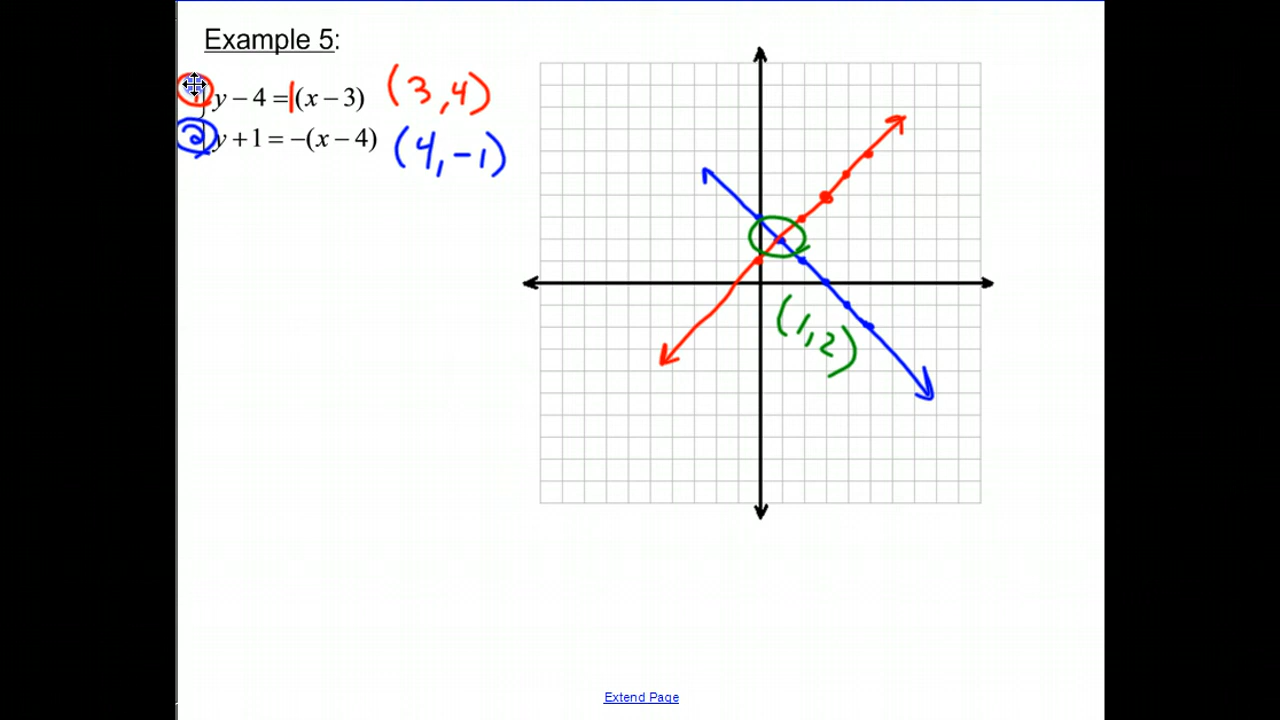 Example 5:
① y − 4 = 1(x − 3) (3,4)
② y + 1 = −(x − 4) (4,−1)
(1,2)
Extend Page